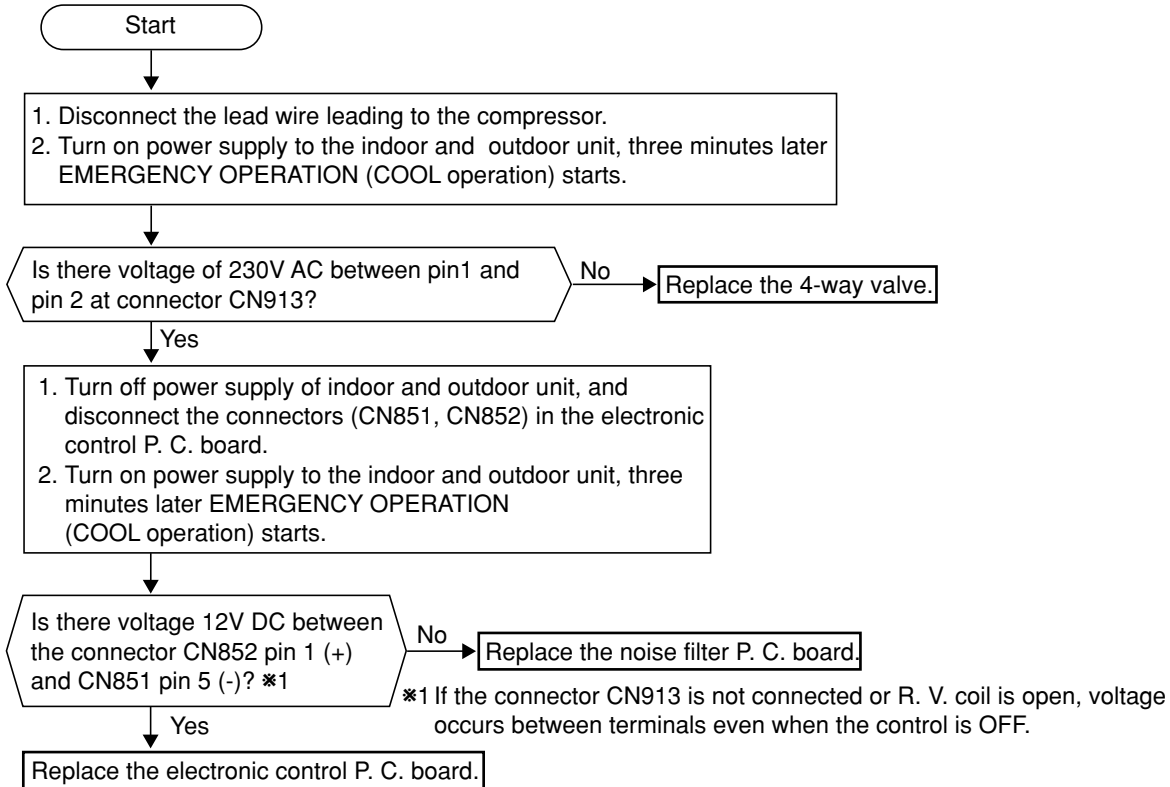 Start
1. Disconnect the lead wire leading to the compressor.
2. Turn on power supply to the indoor and outdoor unit, three minutes later
EMERGENCY OPERATION (COOL operation) starts.
Is there voltage of 230V AC between pin1 and
pin 2 at connector CN913?
No
Replace the 4-way valve.
Yes
1. Turn off power supply of indoor and outdoor unit, and
disconnect the connectors (CN851, CN852) in the electronic
control P. C. board.
2. Turn on power supply to the indoor and outdoor unit, three
minutes later EMERGENCY OPERATION
(COOL operation) starts.
Is there voltage 12V DC between
the connector CN852 pin 1 (+)
and CN851 pin 5 (-)? ※1
No
Replace the noise filter P. C. board.
※1 If the connector CN913 is not connected or R. V. coil is open, voltage
occurs between terminals even when the control is OFF.
Yes
Replace the electronic control P. C. board.